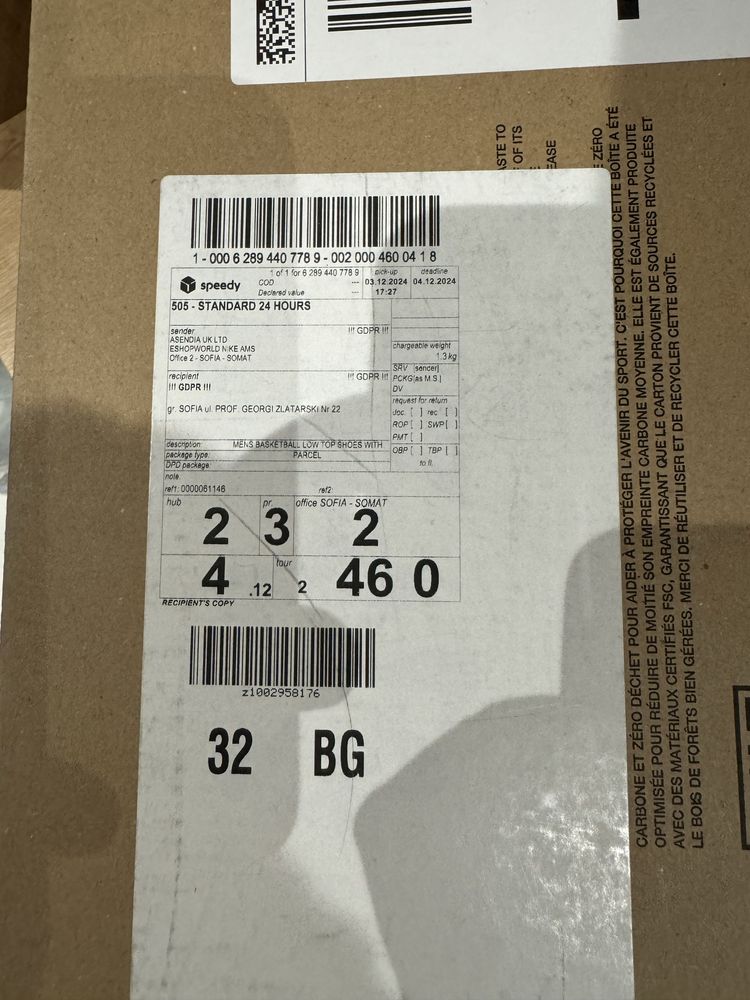 ASTE TO
OF ITS
EASE
ZÉRO
1 - 000 6 289 440 778 9 - 002 000 460 0 4 1 8
speedy
1 of 1 for 6 289 440 778 9
COD ---
Declared value ---
pick-up
03.12.2024
17:27
deadline
04.12.2024
505 - STANDARD 24 HOURS
sender !!! GDPR !!!
ASENDIA UK LTD
ESHOPWORLD NIKE AMS
Office 2 - SOFIA - SOMAT
chargeable weight
1.3 kg
recipient !!! GDPR !!!
!!! GDPR !!!
gr. SOFIA ul. PROF. GEORGI ZLATARSKI Nr 22
SRV [sender]
PCKG[as M.S.]
DV
request for return
doc. [ ] rec [ ]
ROP [ ] SWP[ ]
PMT [ ]
OBP [ ] TBP [ ]
to fl.
description: MENS BASKETBALL LOW TOP SHOES WITH
package type: PARCEL
DPD package:
note.
ref1: 0000061146 ref2:
hub pr. office SOFIA - SOMAT
2 3 2
tour
4 .12 2 46 0
RECIPIENT'S COPY
z1002958176
32 BG
CARBONE ET ZÉRO DÉCHET POUR AIDER À PROTÉGER L'AVENIR DU SPORT. C'EST POURQUOI CETTE BOÎTE A ÉTÉ
OPTIMISÉE POUR RÉDUIRE DE MOITIÉ SON EMPREINTE CARBONE MOYENNE. ELLE EST ÉGALEMENT PRODUITE
AVEC DES MATÉRIAUX CERTIFIÉS FSC, GARANTISSANT QUE LE CARTON PROVIENT DE SOURCES RECYCLÉES ET
LE BOIS DE FORÊTS BIEN GÉRÉES. MERCI DE RÉUTILISER ET DE RECYCLER CETTE BOÎTE.